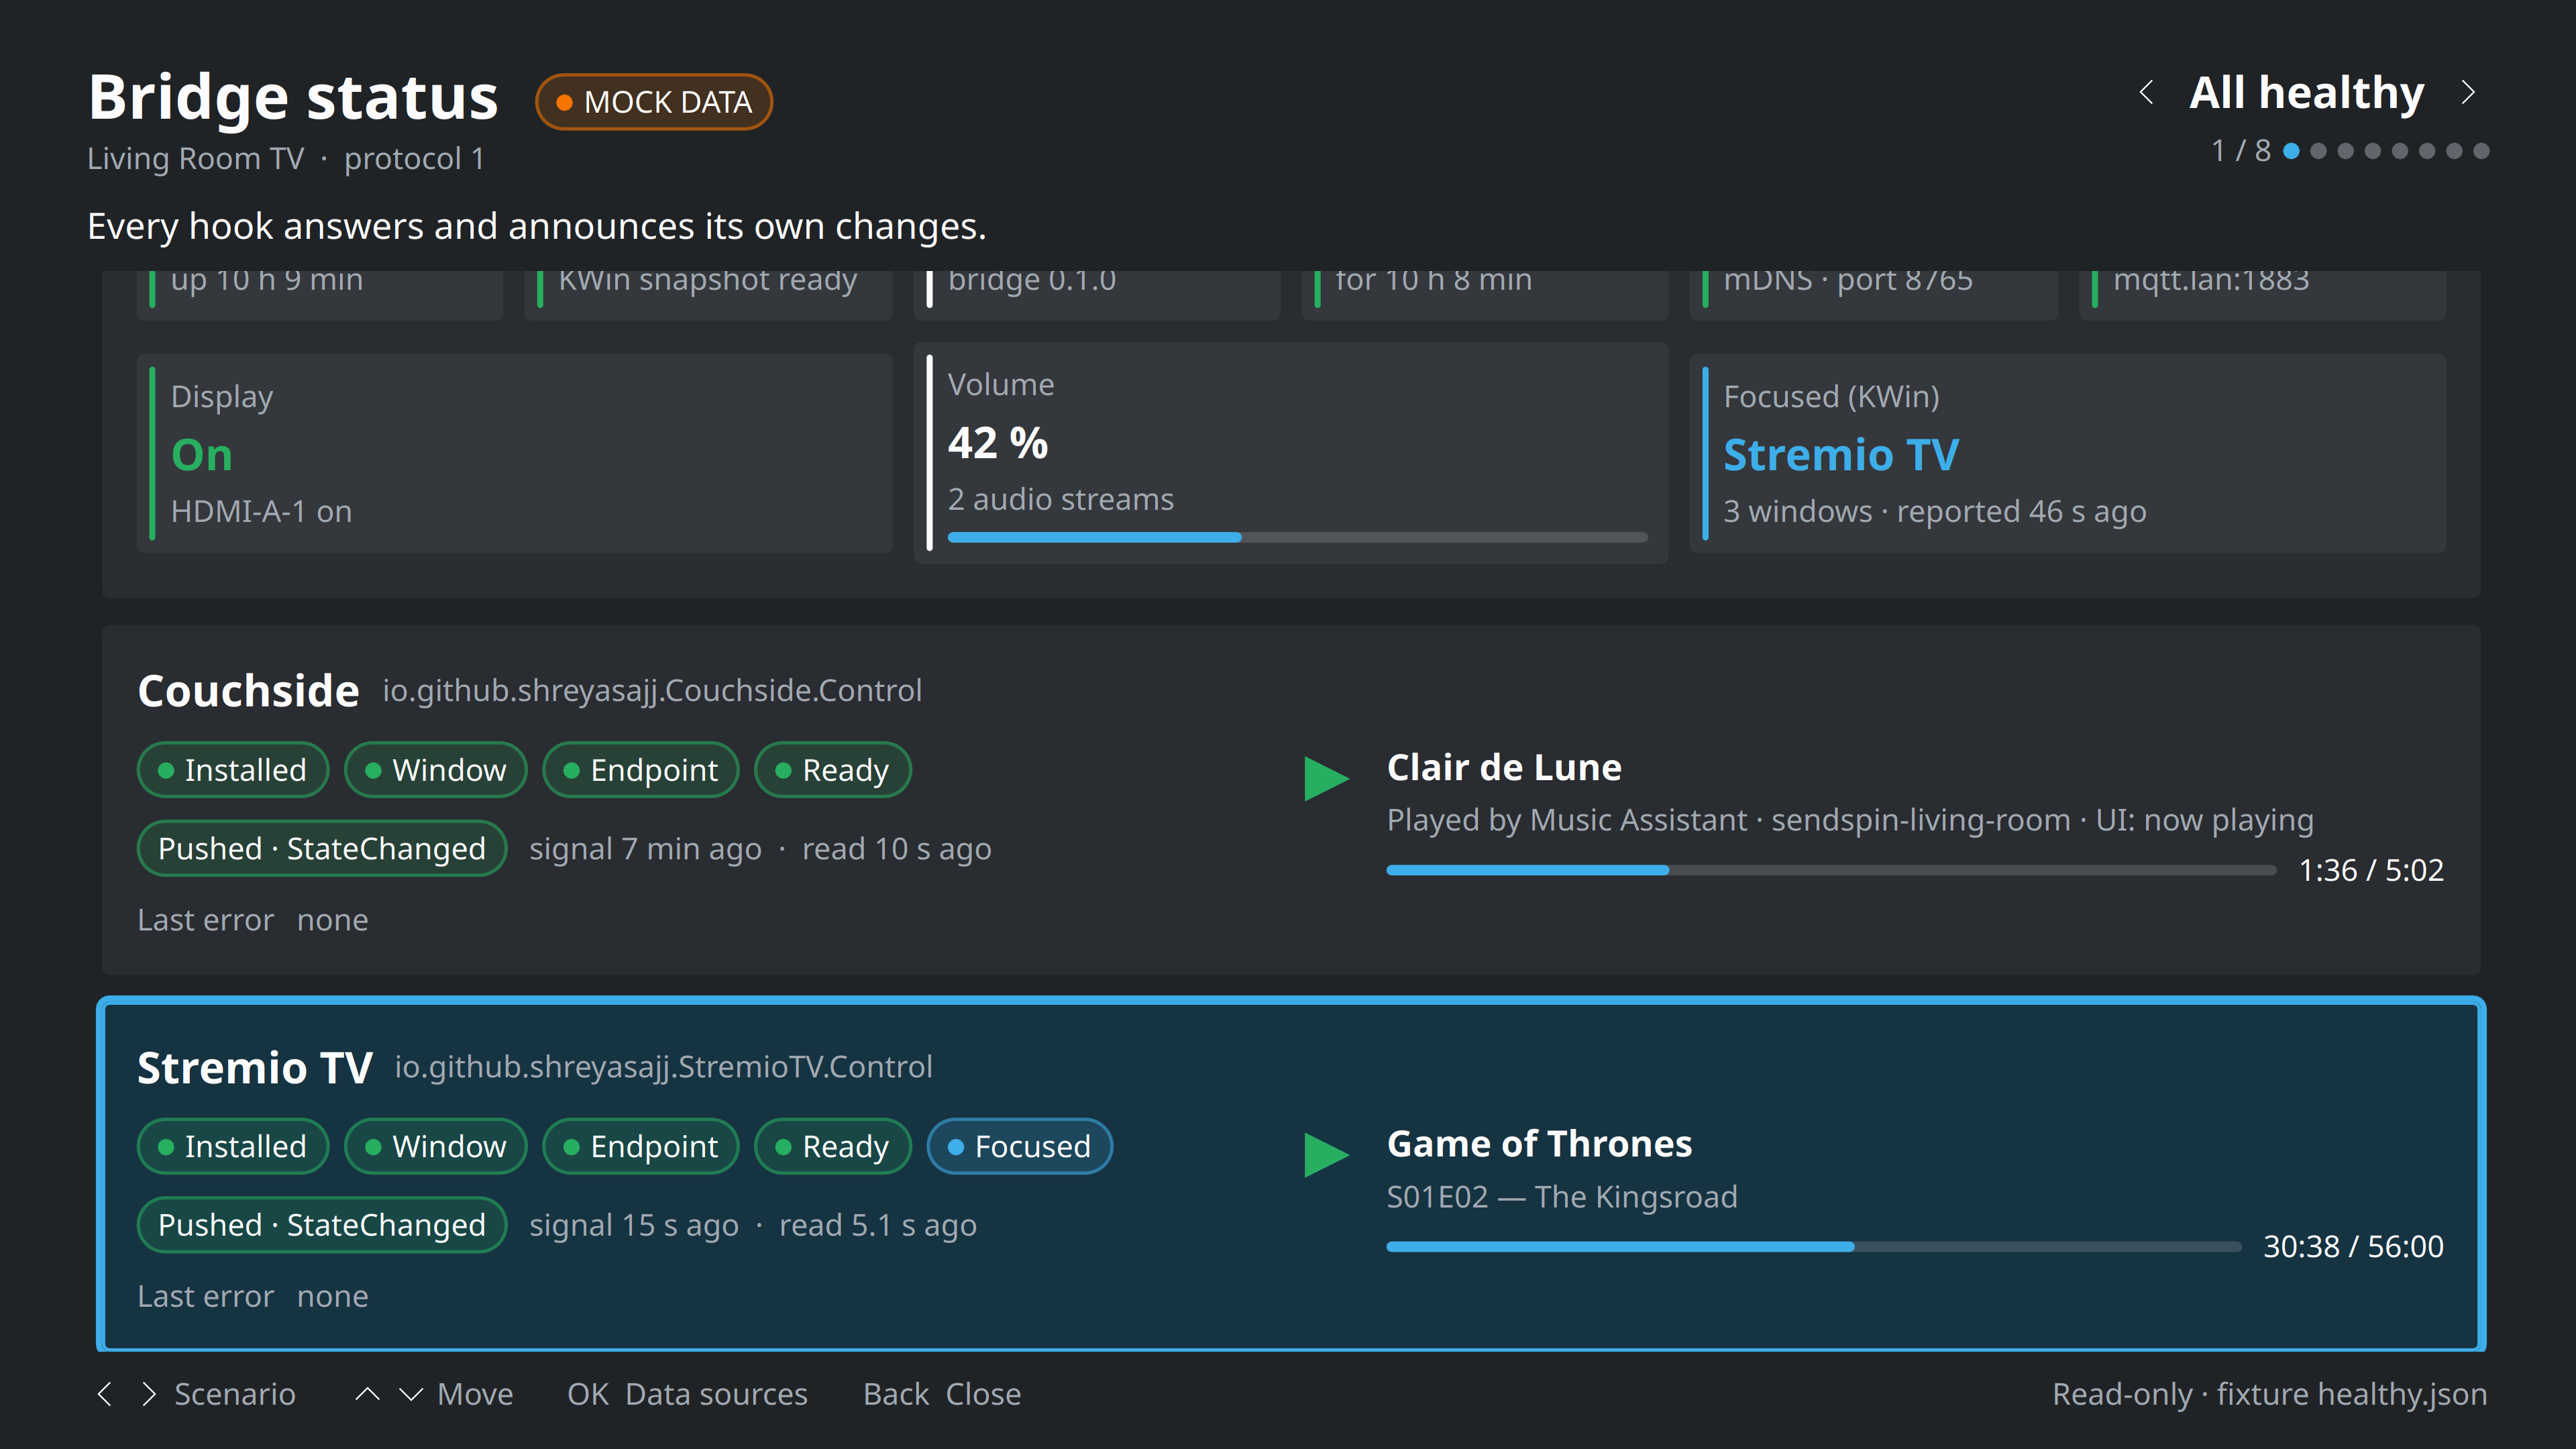 Bridge status
MOCK DATA
All healthy
Living Room TV · protocol 1
1 / 8
Every hook answers and announces its own changes.
up 10 h 9 min
KWin snapshot ready
bridge 0.1.0
for 10 h 8 min
mDNS · port 8765
mqtt.lan:1883
Display
On
HDMI-A-1 on
Volume
42 %
2 audio streams
Focused (KWin)
Stremio TV
3 windows · reported 46 s ago
Couchside io.github.shreyasajj.Couchside.Control
Installed Window Endpoint Ready
Pushed · StateChanged signal 7 min ago · read 10 s ago
Last error none
Clair de Lune
Played by Music Assistant · sendspin-living-room · UI: now playing
1:36 / 5:02
Stremio TV io.github.shreyasajj.StremioTV.Control
Installed Window Endpoint Ready Focused
Pushed · StateChanged signal 15 s ago · read 5.1 s ago
Last error none
Game of Thrones
S01E02 — The Kingsroad
30:38 / 56:00
Scenario Move OK Data sources Back Close
Read-only · fixture healthy.json